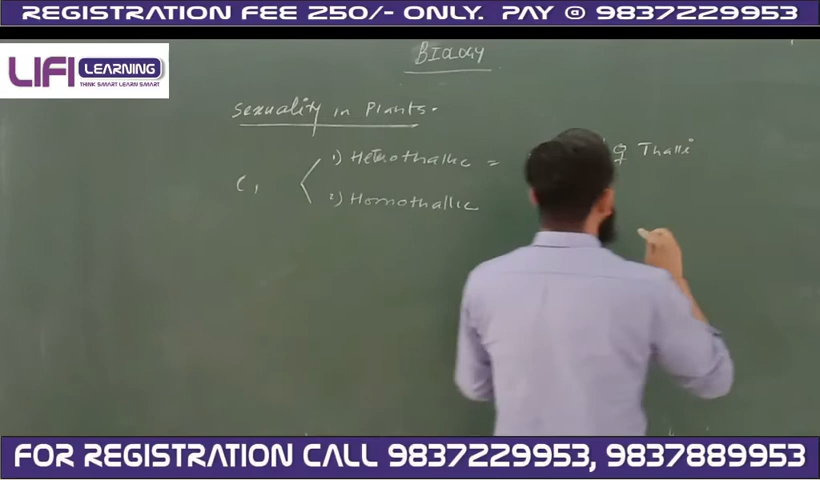 REGISTRATION FEE 250/- ONLY. PAY @ 9837229953
LIFI LEARNING
THINK SMART LEARN SMART
BIOLOGY
Sexuality in Plants.
1) Heterothallic = ♀ Thalli
2) Homothallic
FOR REGISTRATION CALL 9837229953, 9837889953